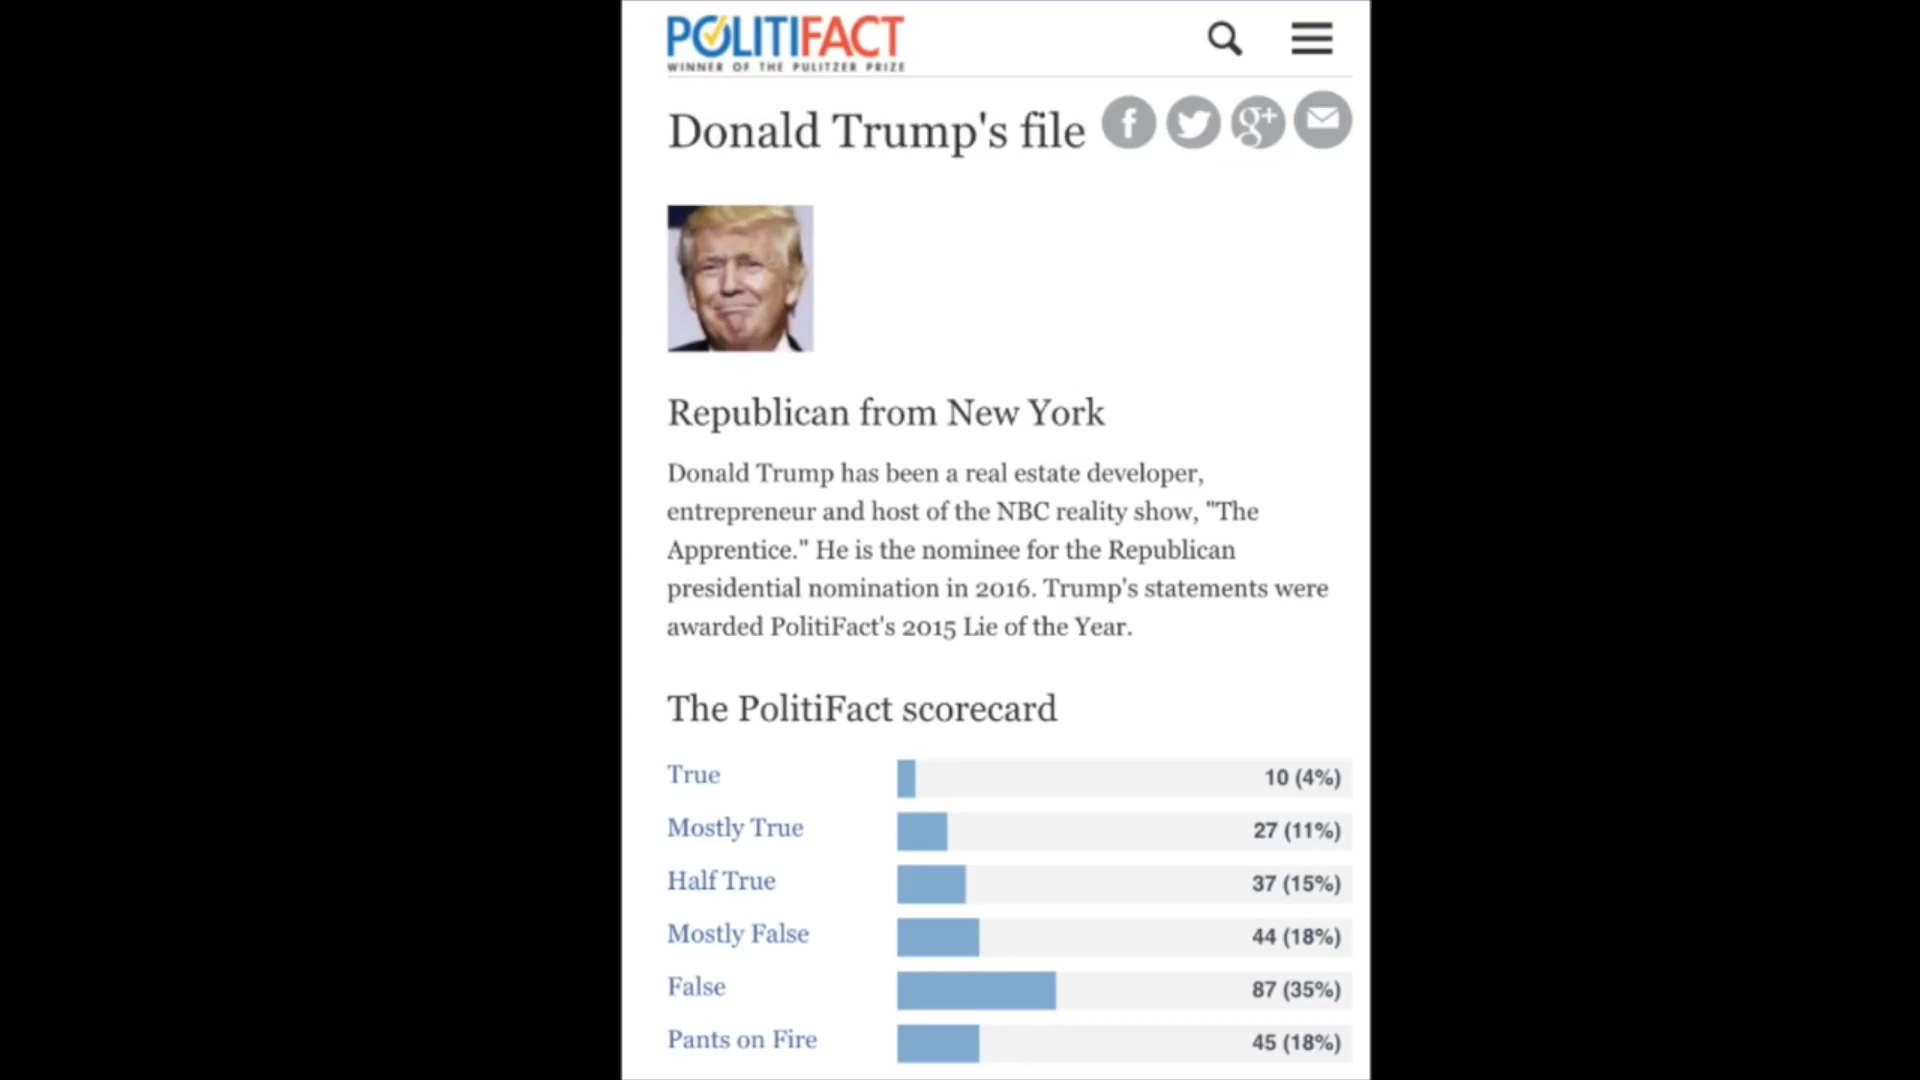 POLITIFACT
WINNER OF THE PULITZER PRIZE
Donald Trump's file
f
g+
Republican from New York
Donald Trump has been a real estate developer,
entrepreneur and host of the NBC reality show, "The
Apprentice." He is the nominee for the Republican
presidential nomination in 2016. Trump's statements were
awarded PolitiFact's 2015 Lie of the Year.
The PolitiFact scorecard
True 10 (4%)
Mostly True 27 (11%)
Half True 37 (15%)
Mostly False 44 (18%)
False 87 (35%)
Pants on Fire 45 (18%)